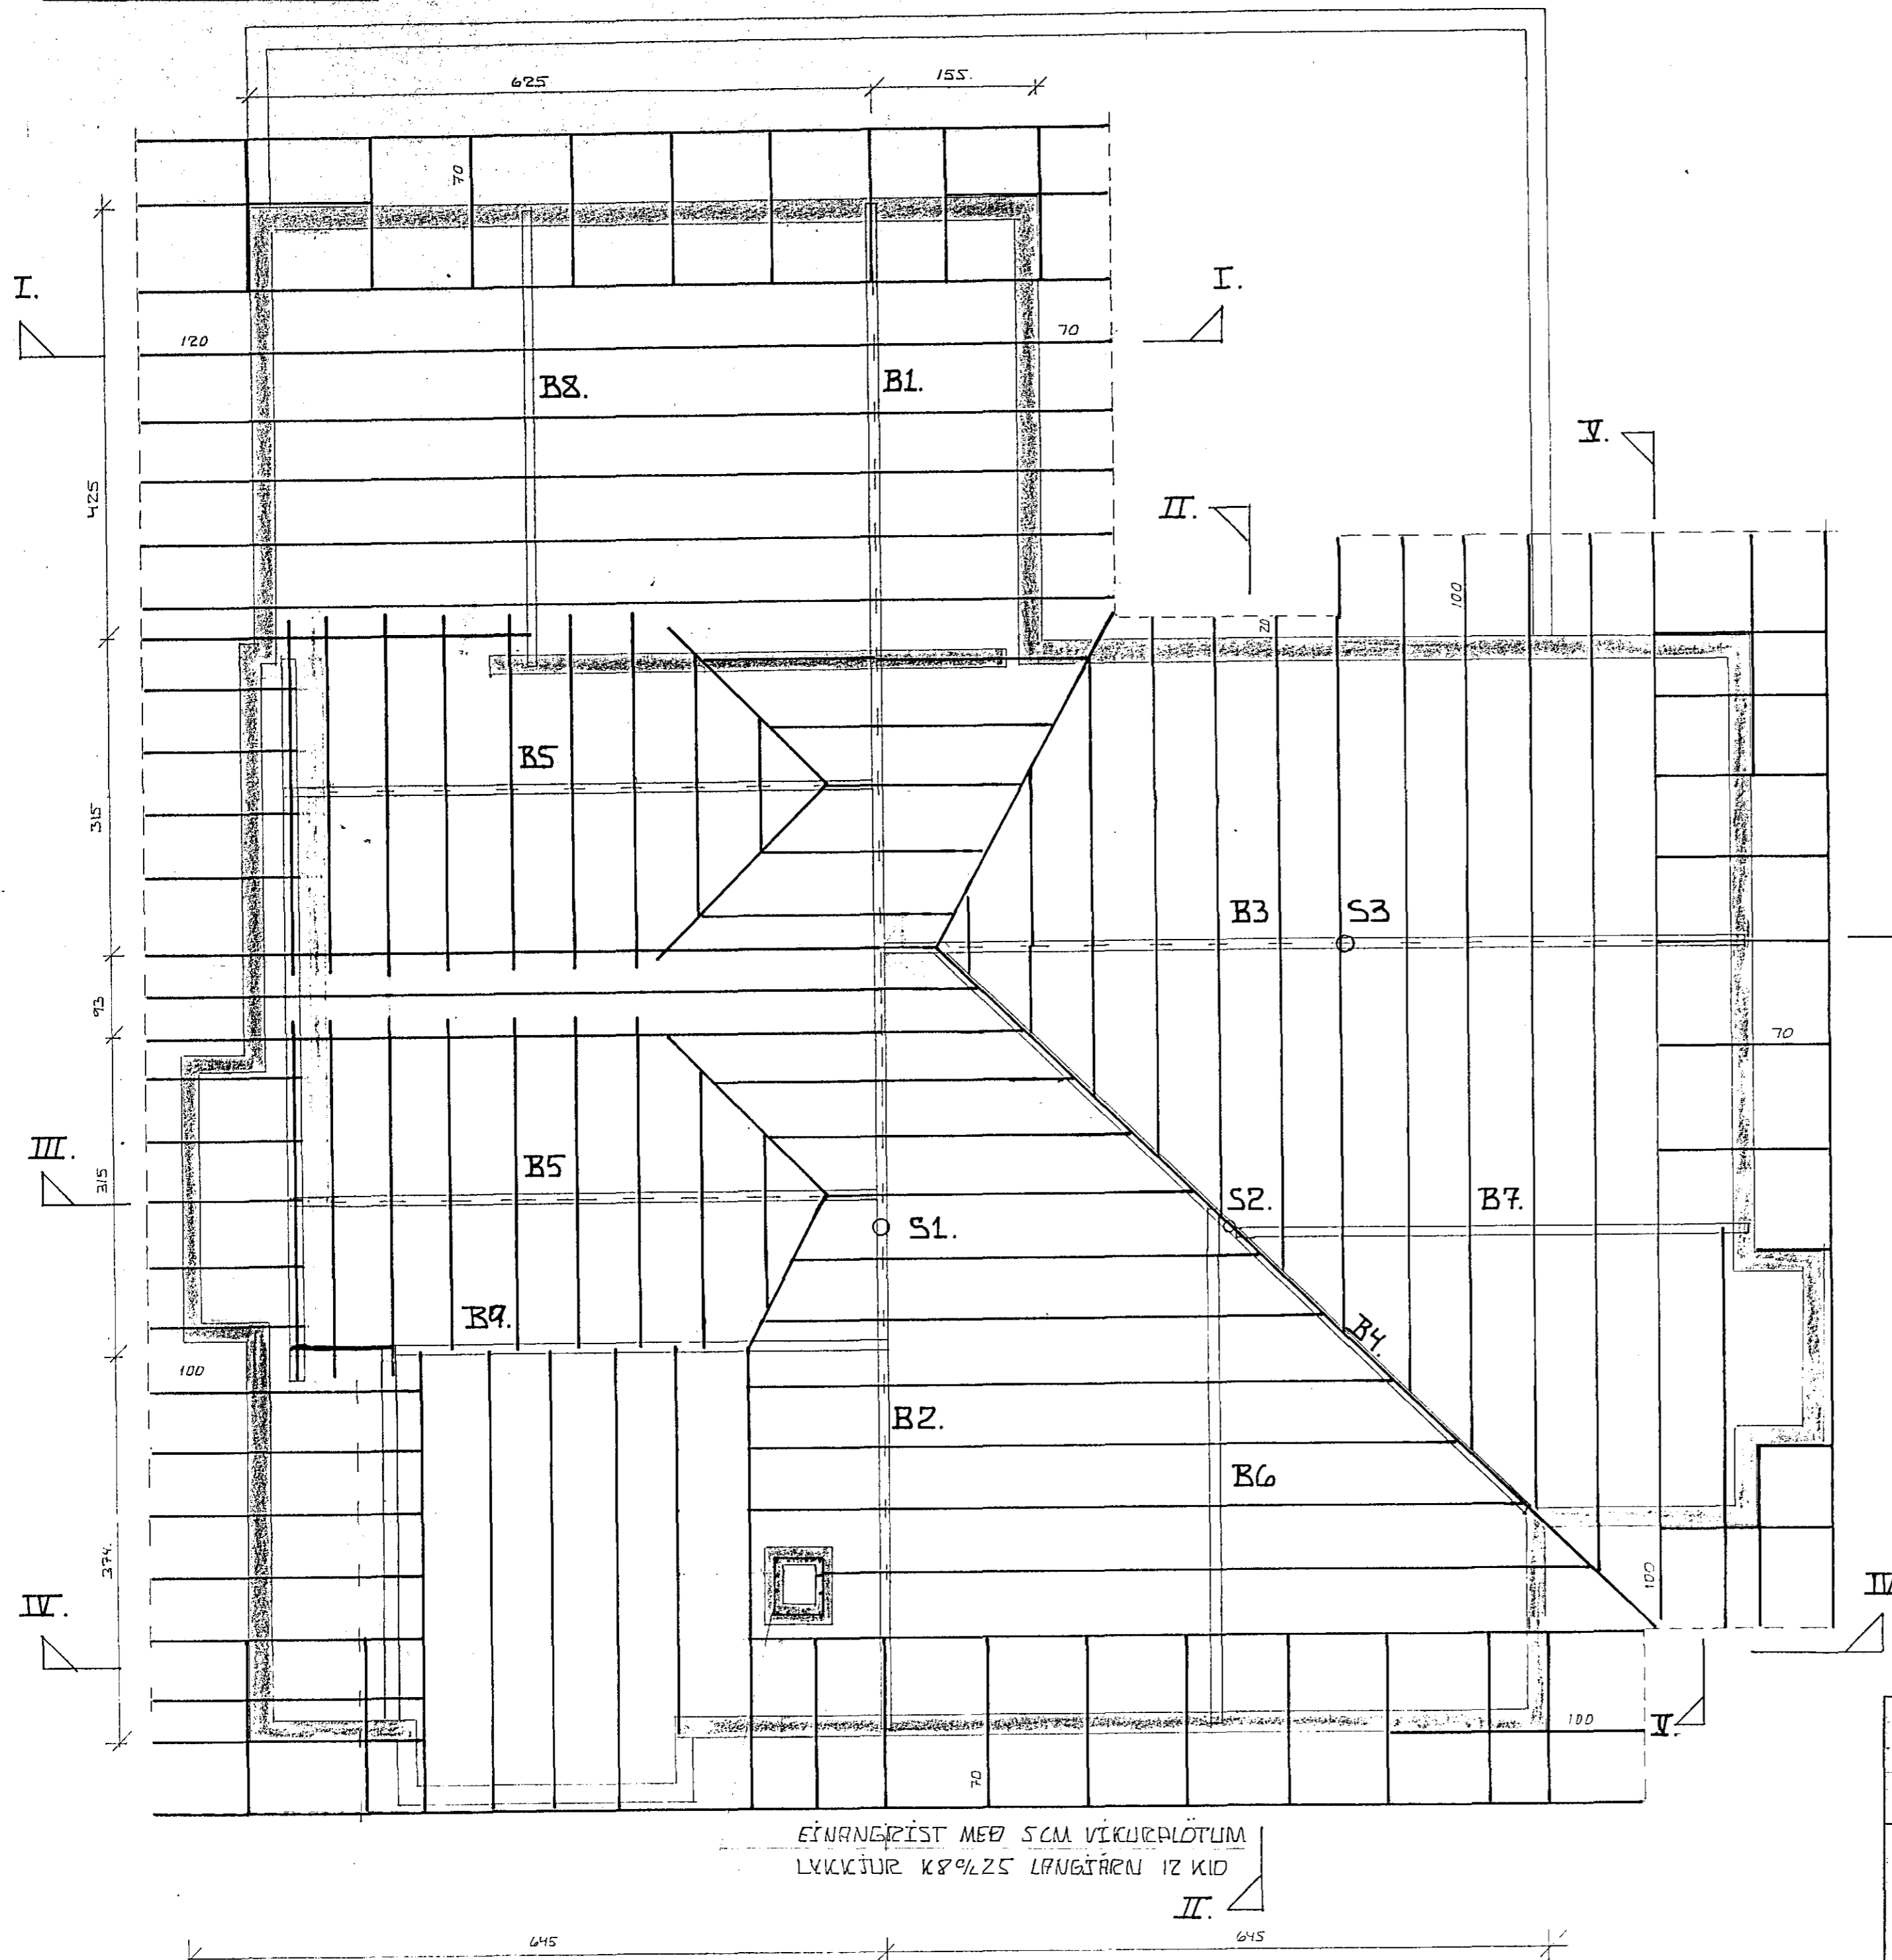 625
155.
70
I.
I.
120
70
B8.
B1.
V.
425
II.
100
20
B5
315
B3
S3
93
70
III.
315
B5
S2.
B7.
S1.
B9.
B4.
100
B2.
B6
374.
100
IV.
IV
V.
100
70
EINANGRIST MEÐ 5CM VIKURPLÖTUM
LYKKJUR K8%25 LANGJÁRN 12 K10
II.
645
645